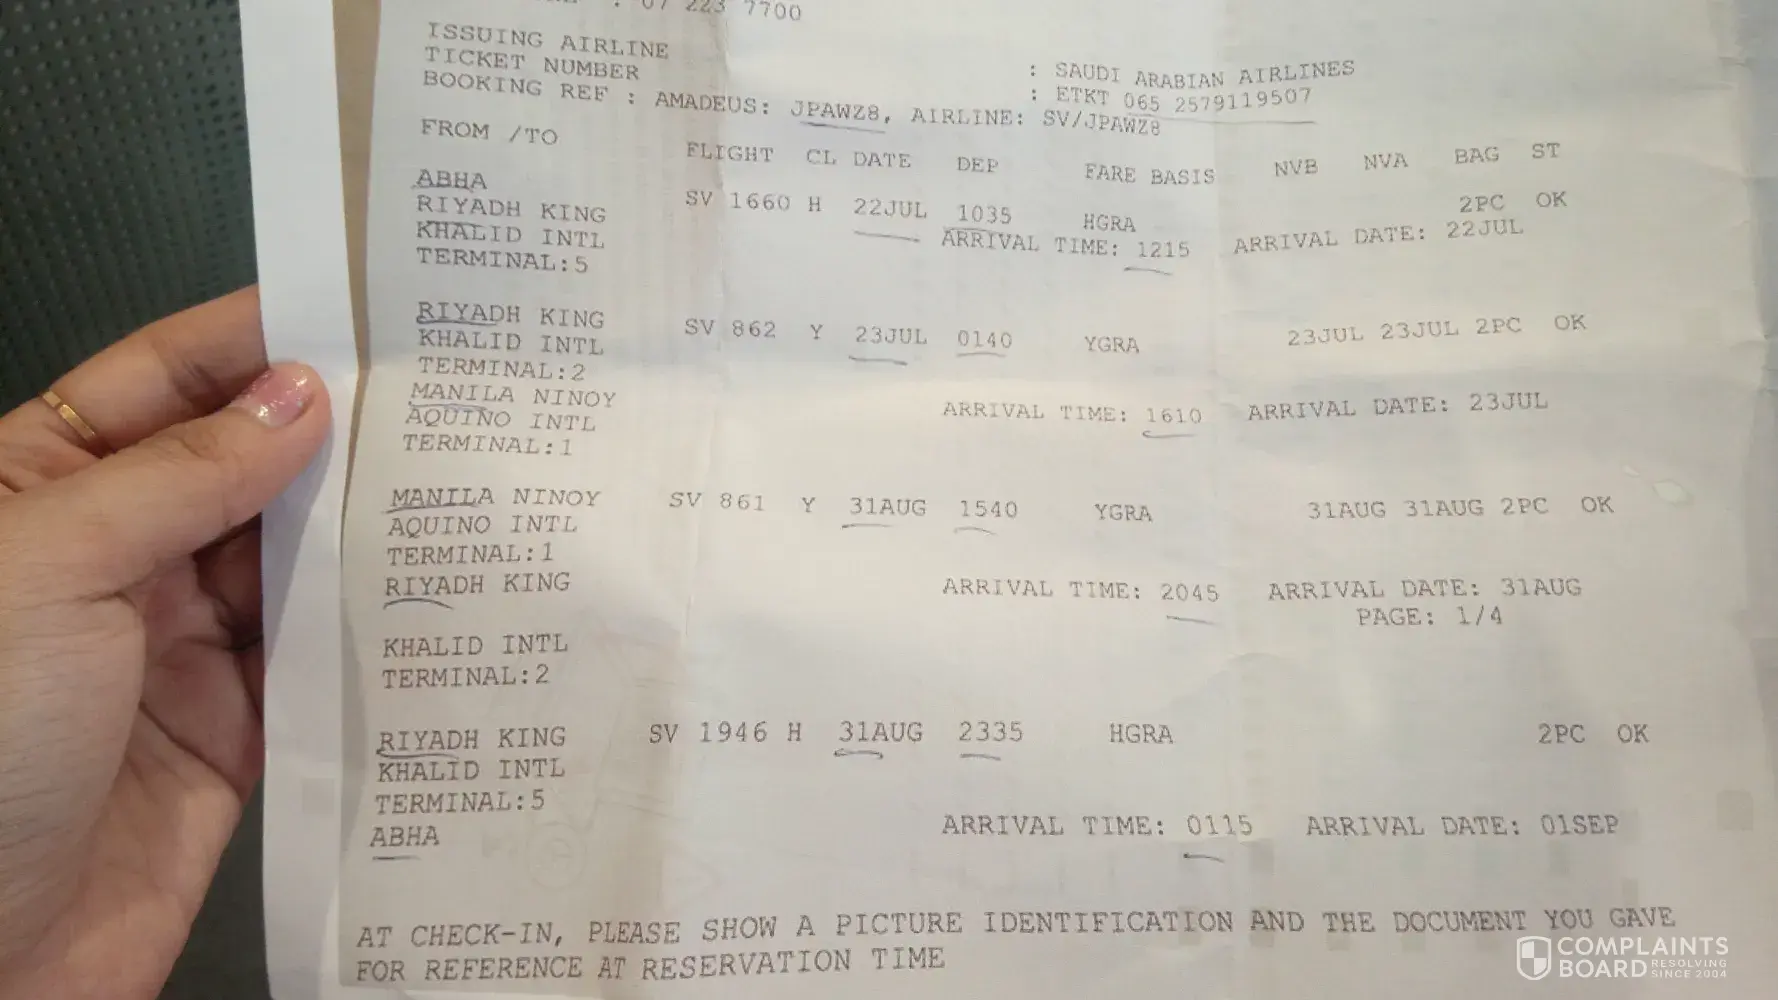 : 07 223 7700
ISSUING AIRLINE : SAUDI ARABIAN AIRLINES
TICKET NUMBER : ETKT 065 2579119507
BOOKING REF : AMADEUS: JPAWZ8, AIRLINE: SV/JPAWZ8
FROM /TO FLIGHT CL DATE DEP FARE BASIS NVB NVA BAG ST
ABHA SV 1660 H 22JUL 1035 HGRA 2PC OK
RIYADH KING ARRIVAL TIME: 1215 ARRIVAL DATE: 22JUL
KHALID INTL
TERMINAL:5
RIYADH KING SV 862 Y 23JUL 0140 YGRA 23JUL 23JUL 2PC OK
KHALID INTL
TERMINAL:2
MANILA NINOY ARRIVAL TIME: 1610 ARRIVAL DATE: 23JUL
AQUINO INTL
TERMINAL:1
MANILA NINOY SV 861 Y 31AUG 1540 YGRA 31AUG 31AUG 2PC OK
AQUINO INTL
TERMINAL:1
RIYADH KING ARRIVAL TIME: 2045 ARRIVAL DATE: 31AUG
PAGE: 1/4
KHALID INTL
TERMINAL:2
RIYADH KING SV 1946 H 31AUG 2335 HGRA 2PC OK
KHALID INTL
TERMINAL:5
ABHA ARRIVAL TIME: 0115 ARRIVAL DATE: 01SEP
AT CHECK-IN, PLEASE SHOW A PICTURE IDENTIFICATION AND THE DOCUMENT YOU GAVE
FOR REFERENCE AT RESERVATION TIME
COMPLAINTS
BOARD RESOLVING
SINCE 2004